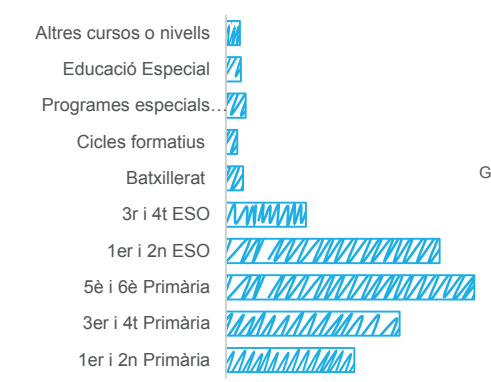 Altres cursos o nivells
Educació Especial
Programes especials…
Cicles formatius
Batxillerat
G
3r i 4t ESO
1er i 2n ESO
5è i 6è Primària
3er i 4t Primària
1er i 2n Primària